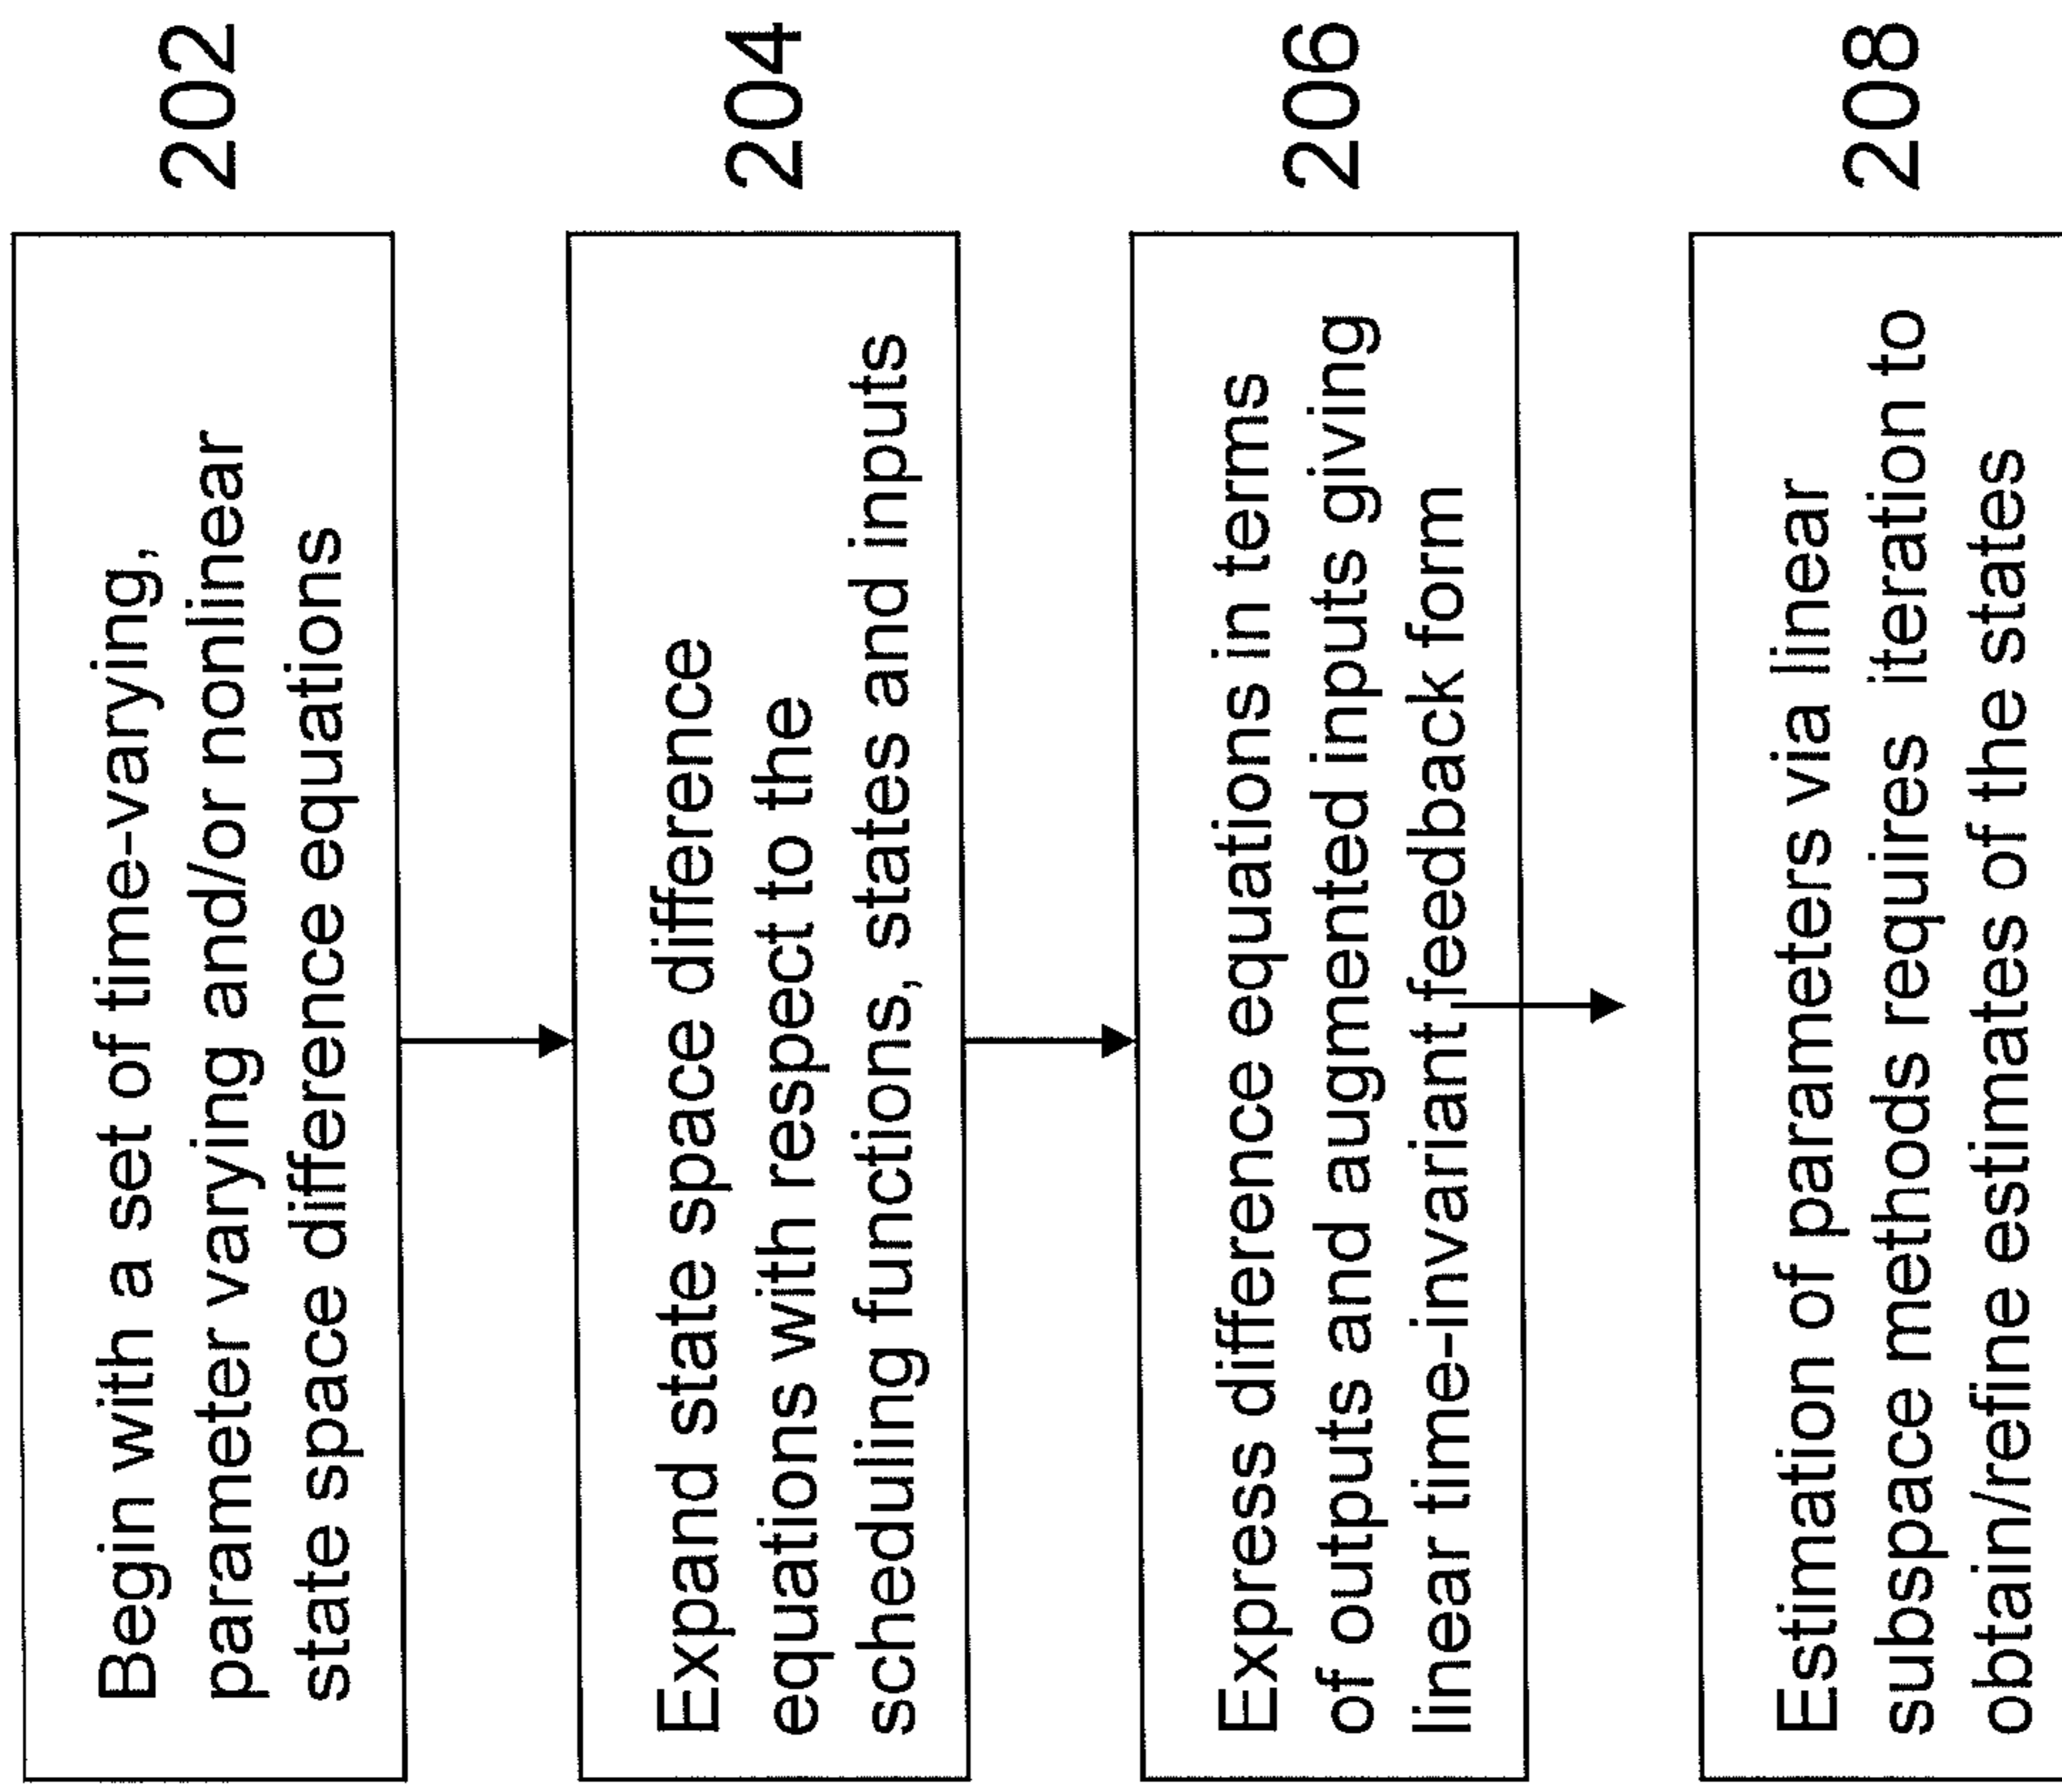 Begin with a set of time-varying,
parameter varying and/or nonlinear
state space difference equations
202
Expand state space difference
equations with respect to the
scheduling functions, states and inputs
204
Express difference equations in terms
of outputs and augmented inputs giving
linear time-invariant feedback form
206
Estimation of parameters via linear
subspace methods requires iteration to
obtain/refine estimates of the states
208